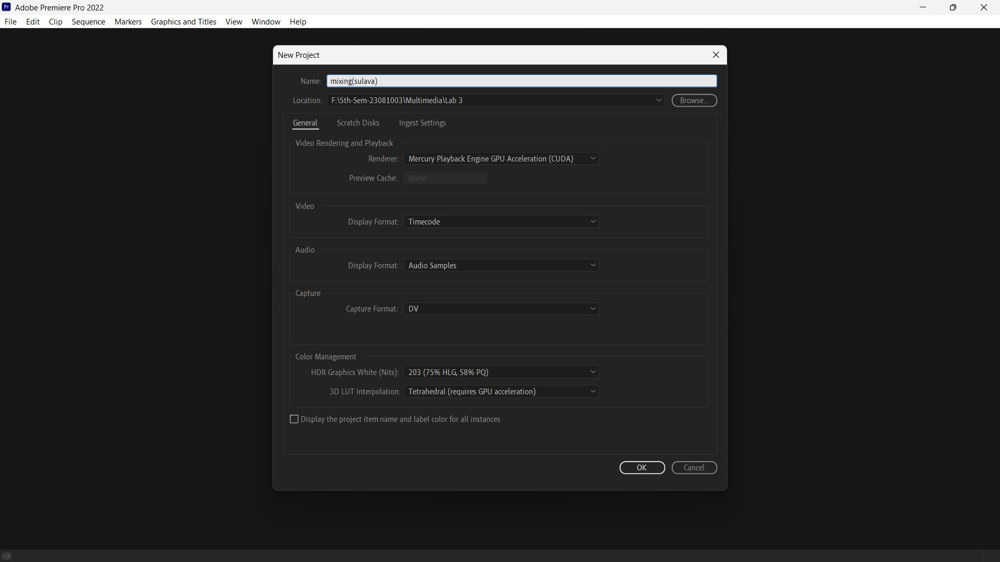 Pr Adobe Premiere Pro 2022
File Edit Clip Sequence Markers Graphics and Titles View Window Help
New Project
Name: mixing(sulava)
Location: F:\5th-Sem-23081003\Multimedia\Lab 3 Browse...
General Scratch Disks Ingest Settings
Video Rendering and Playback
Renderer: Mercury Playback Engine GPU Acceleration (CUDA)
Preview Cache: None
Video
Display Format: Timecode
Audio
Display Format: Audio Samples
Capture
Capture Format: DV
Color Management
HDR Graphics White (Nits): 203 (75% HLG, 58% PQ)
3D LUT Interpolation: Tetrahedral (requires GPU acceleration)
Display the project item name and label color for all instances
OK Cancel